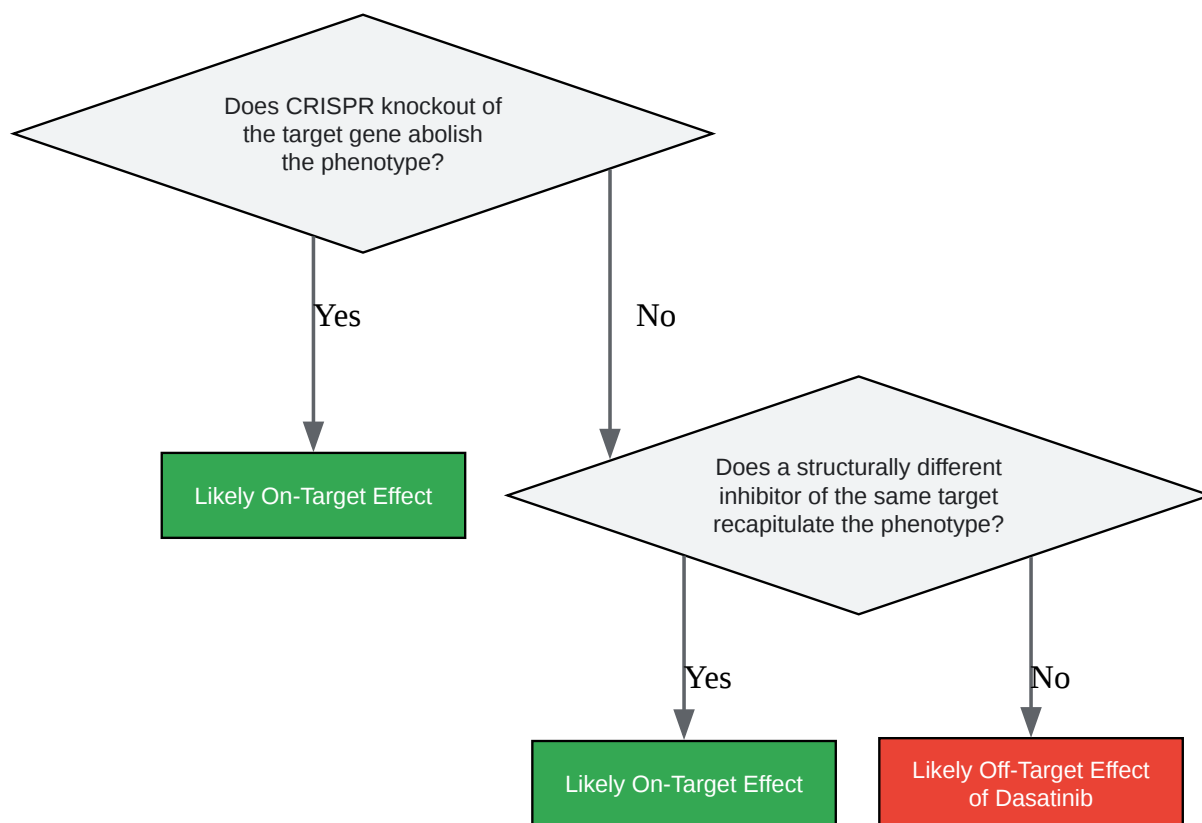 Does CRISPR knockout of
the target gene abolish
the phenotype?
Yes
No
Likely On-Target Effect
Does a structurally different
inhibitor of the same target
recapitulate the phenotype?
Yes
No
Likely On-Target Effect
Likely Off-Target Effect
of Dasatinib